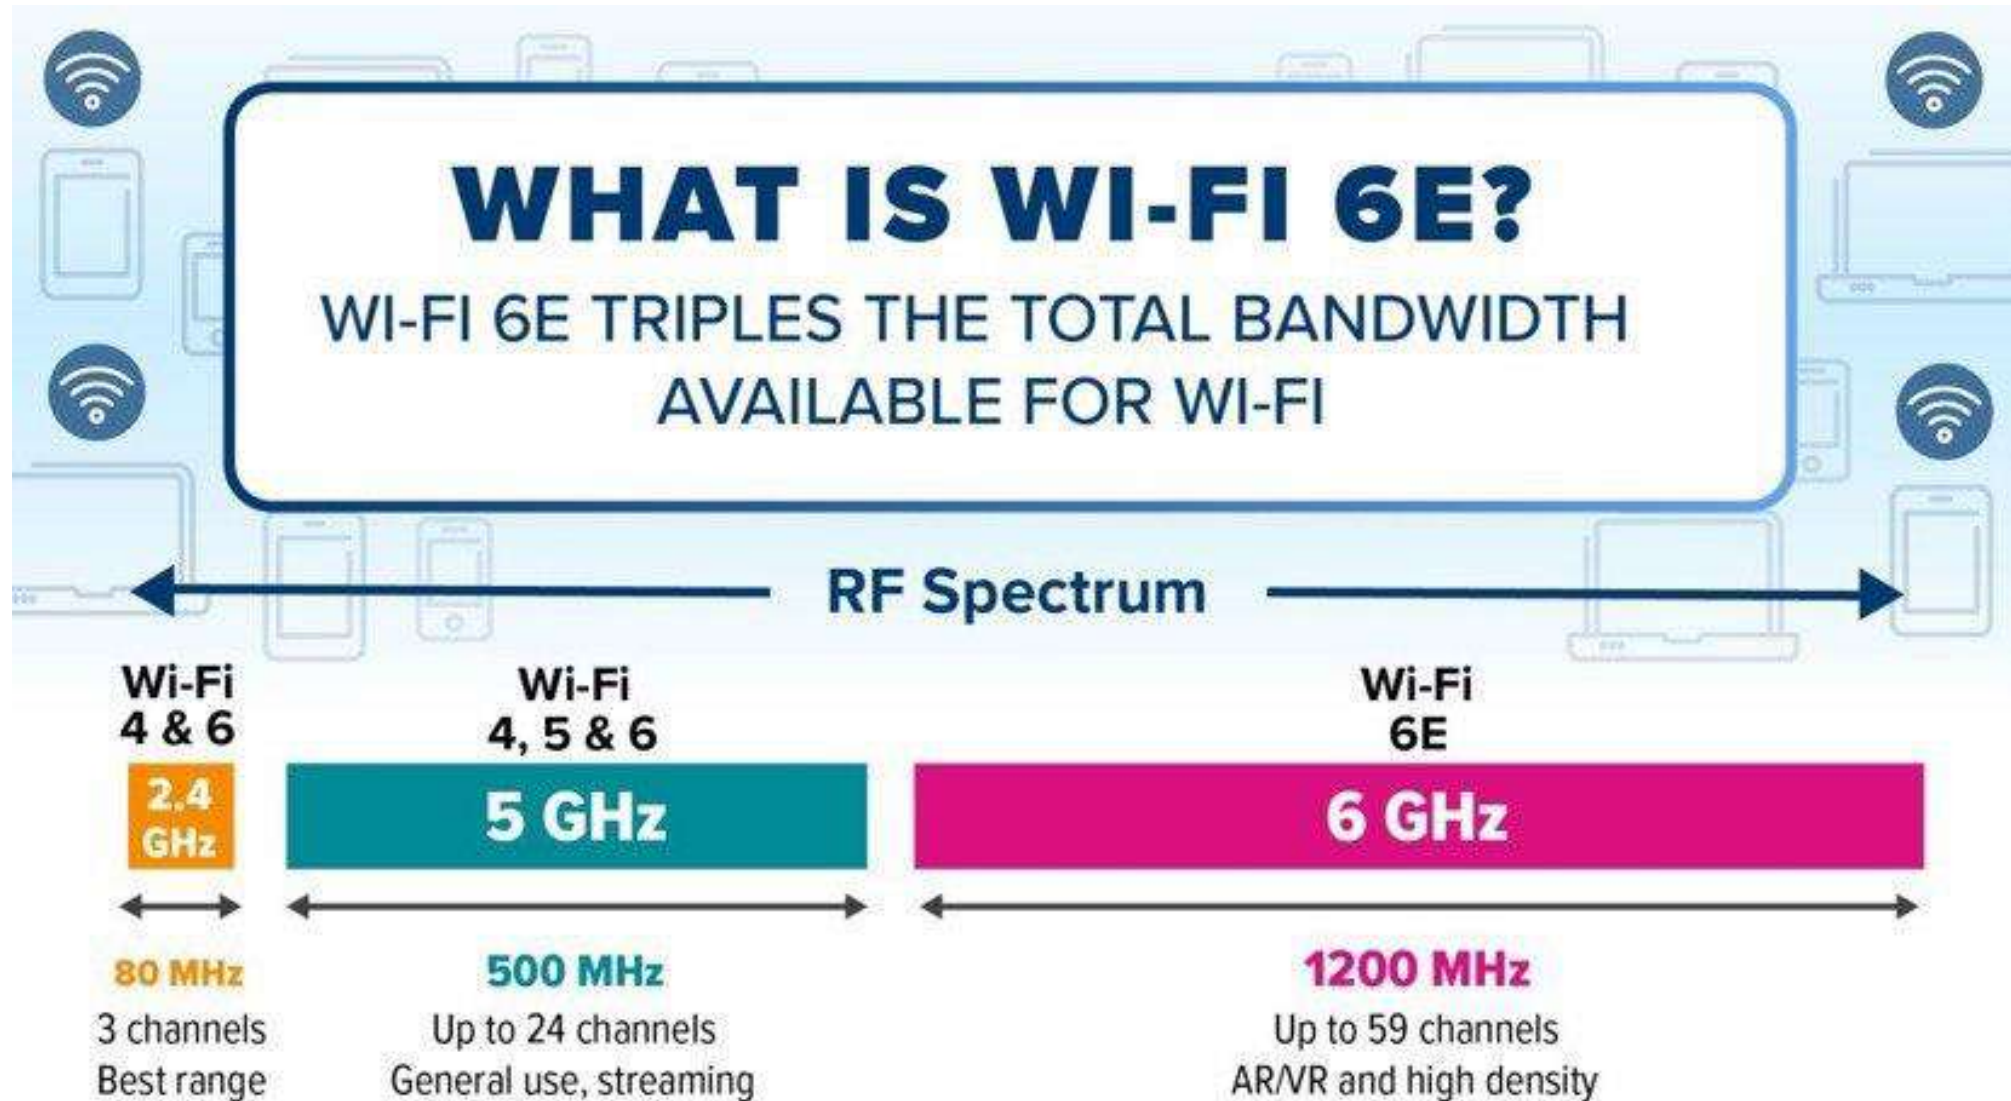 WHAT IS WI-FI 6E?
WI-FI 6E TRIPLES THE TOTAL BANDWIDTH
AVAILABLE FOR WI-FI
RF Spectrum
Wi-Fi
4 & 6
2.4
GHz
80 MHz
3 channels
Best range
Wi-Fi
4, 5 & 6
5 GHz
500 MHz
Up to 24 channels
General use, streaming
Wi-Fi
6E
6 GHz
1200 MHz
Up to 59 channels
AR/VR and high density